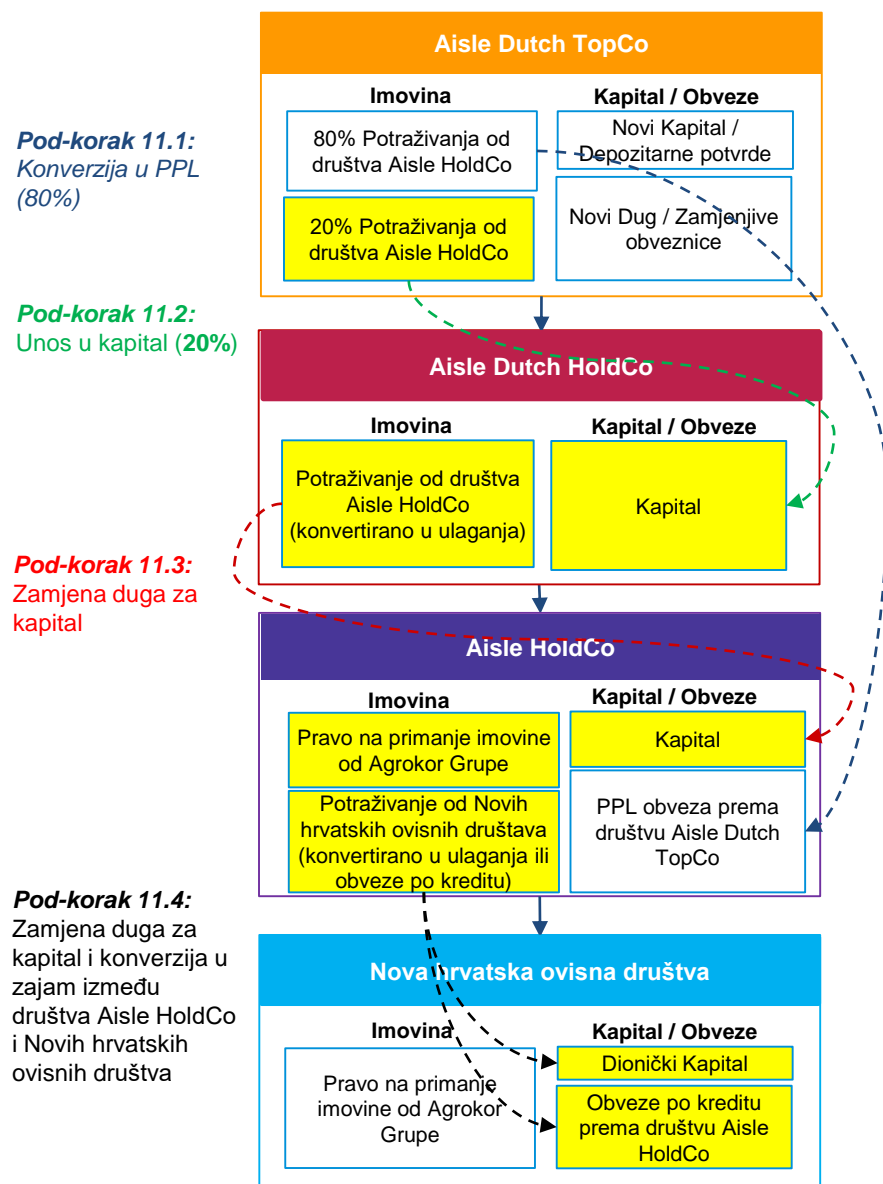 Aisle Dutch TopCo
Imovina
Kapital / Obveze
Pod-korak 11.1:
Konverzija u PPL
(80%)
80% Potraživanja od
društva Aisle HoldCo
Novi Kapital /
Depozitarne potvrde
20% Potraživanja od
društva Aisle HoldCo
Novi Dug / Zamjenjive
obveznice
Pod-korak 11.2:
Unos u kapital (20%)
Aisle Dutch HoldCo
Imovina
Kapital / Obveze
Potraživanje od društva
Aisle HoldCo
(konvertirano u ulaganja)
Kapital
Pod-korak 11.3:
Zamjena duga za
kapital
Aisle HoldCo
Imovina
Kapital / Obveze
Pravo na primanje imovine
od Agrokor Grupe
Kapital
Potraživanje od Novih
hrvatskih ovisnih društava
(konvertirano u ulaganja ili
obveze po kreditu)
PPL obveza prema
društvu Aisle Dutch
TopCo
Pod-korak 11.4:
Zamjena duga za
kapital i konverzija u
zajam između
društva Aisle HoldCo
i Novih hrvatskih
ovisnih društva
Nova hrvatska ovisna društva
Imovina
Kapital / Obveze
Pravo na primanje
imovine od Agrokor
Grupe
Dionički Kapital
Obveze po kreditu
prema društvu Aisle
HoldCo